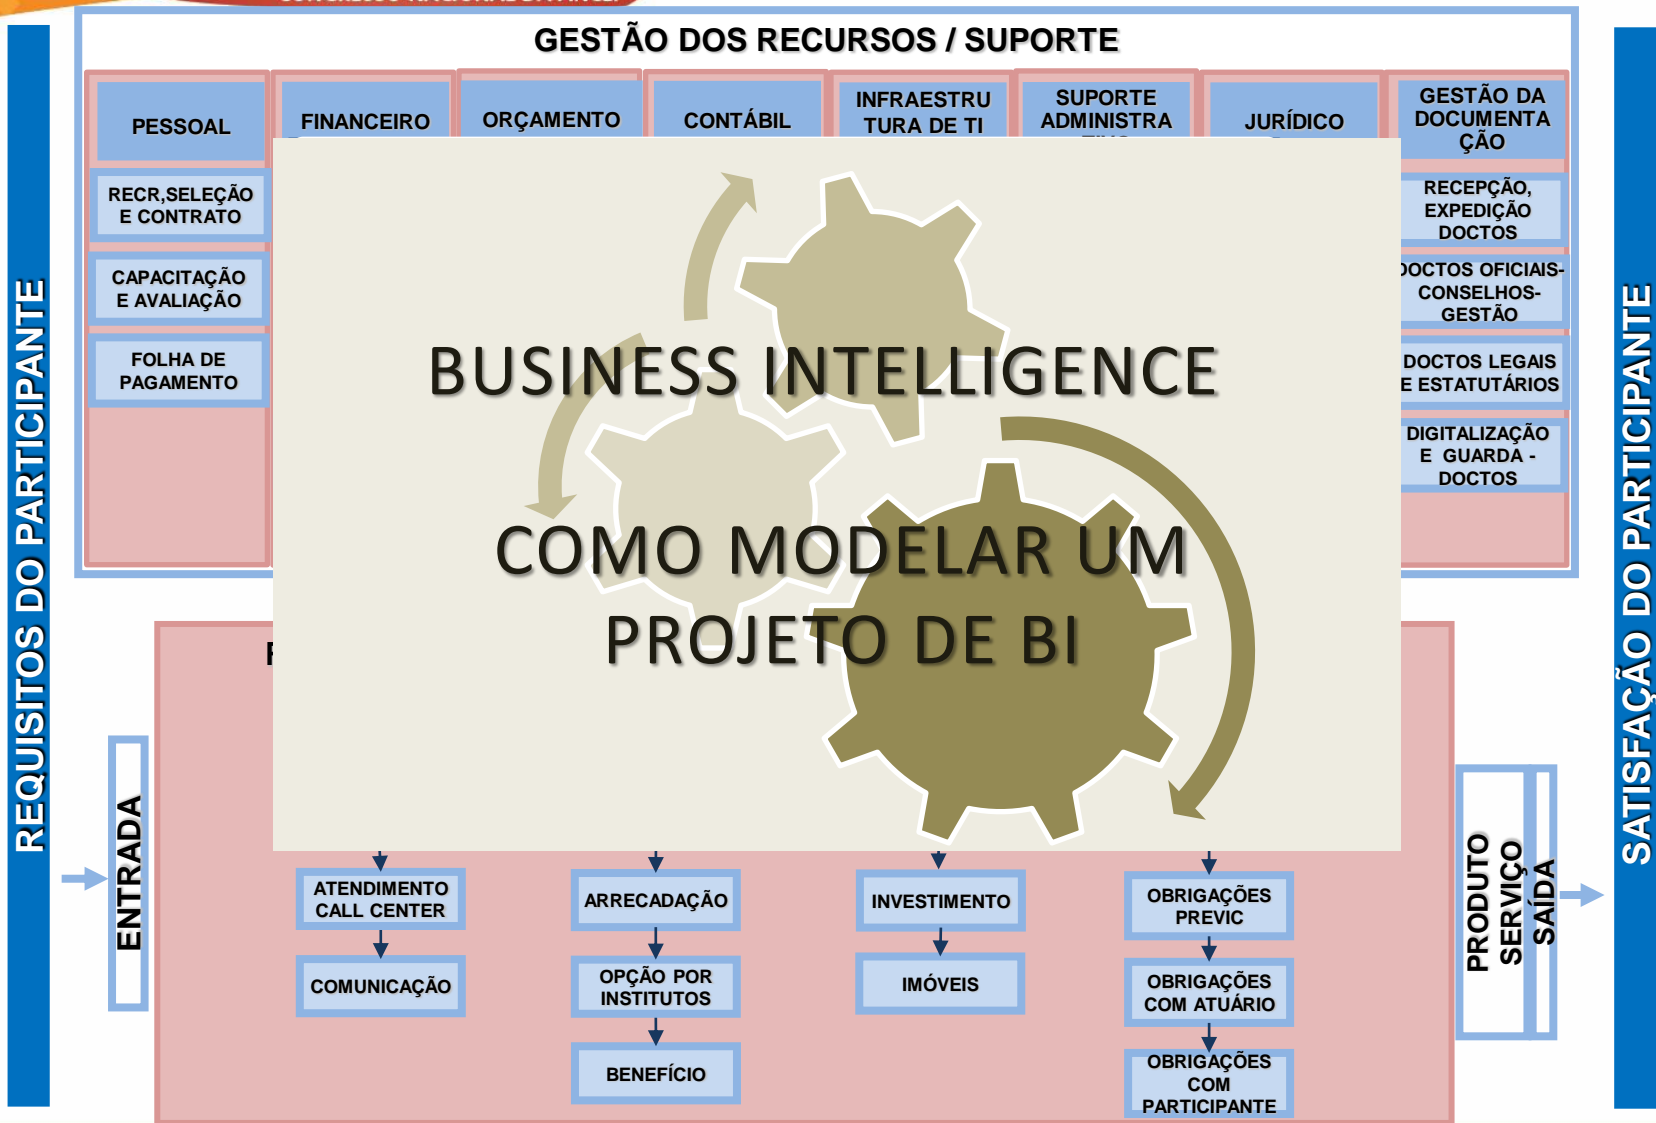 GESTÃO DOS RECURSOS / SUPORTE
PESSOAL
FINANCEIRO
ORÇAMENTO
CONTÁBIL
INFRAESTRU
TURA DE TI
SUPORTE
ADMINISTRA
JURÍDICO
GESTÃO DA
DOCUMENTA
ÇÃO
RECR,SELEÇÃO
E CONTRATO
CAPACITAÇÃO
E AVALIAÇÃO
FOLHA DE
PAGAMENTO
RECEPÇÃO,
EXPEDIÇÃO
DOCTOS
DOCTOS OFICIAIS-
CONSELHOS-
GESTÃO
DOCTOS LEGAIS
E ESTATUTÁRIOS
DIGITALIZAÇÃO
E GUARDA -
DOCTOS
BUSINESS INTELLIGENCE
COMO MODELAR UM
PROJETO DE BI
REQUISITOS DO PARTICIPANTE
SATISFAÇÃO DO PARTICIPANTE
ENTRADA
ATENDIMENTO
CALL CENTER
COMUNICAÇÃO
ARRECADAÇÃO
OPÇÃO POR
INSTITUTOS
BENEFÍCIO
INVESTIMENTO
IMÓVEIS
OBRIGAÇÕES
PREVIC
OBRIGAÇÕES
COM ATUÁRIO
OBRIGAÇÕES
COM
PARTICIPANTE
PRODUTO
SERVIÇO
SAÍDA